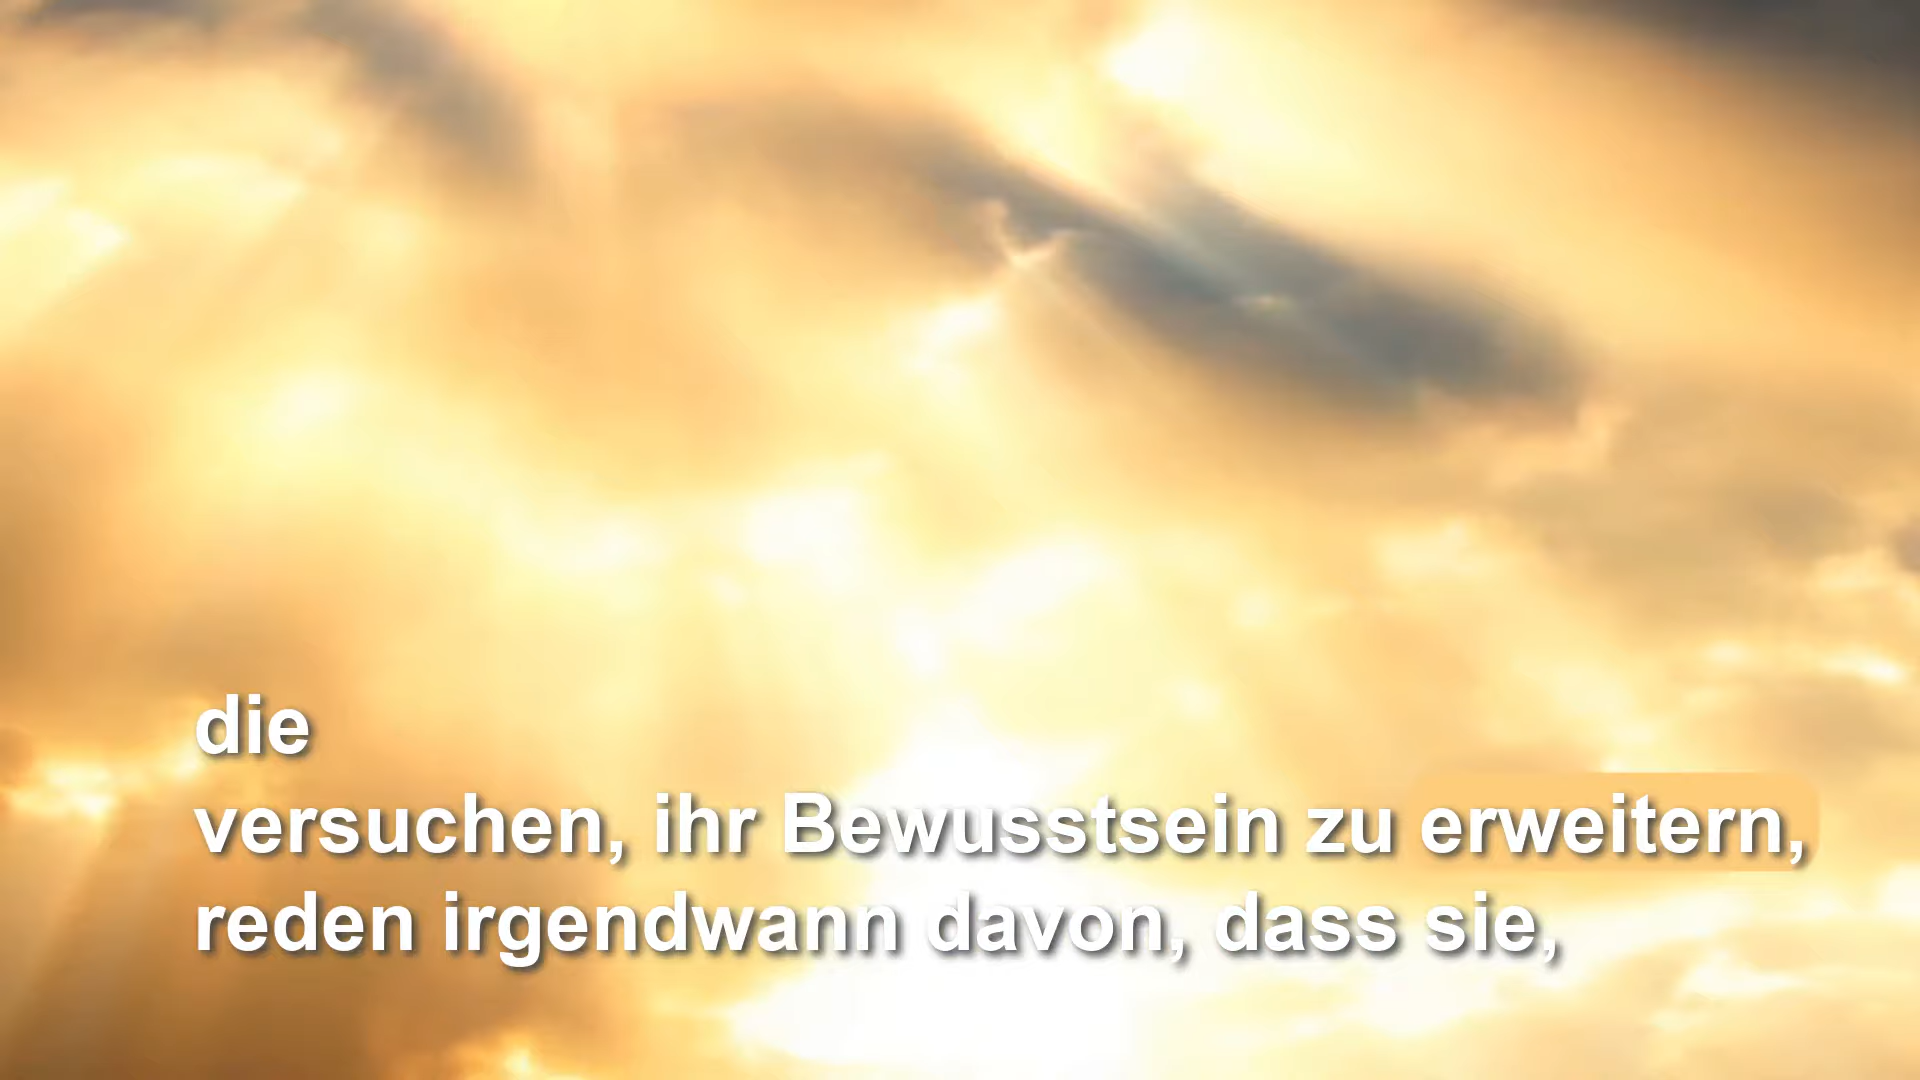 die
versuchen, ihr Bewusstsein zu erweitern,
reden irgendwann davon, dass sie,